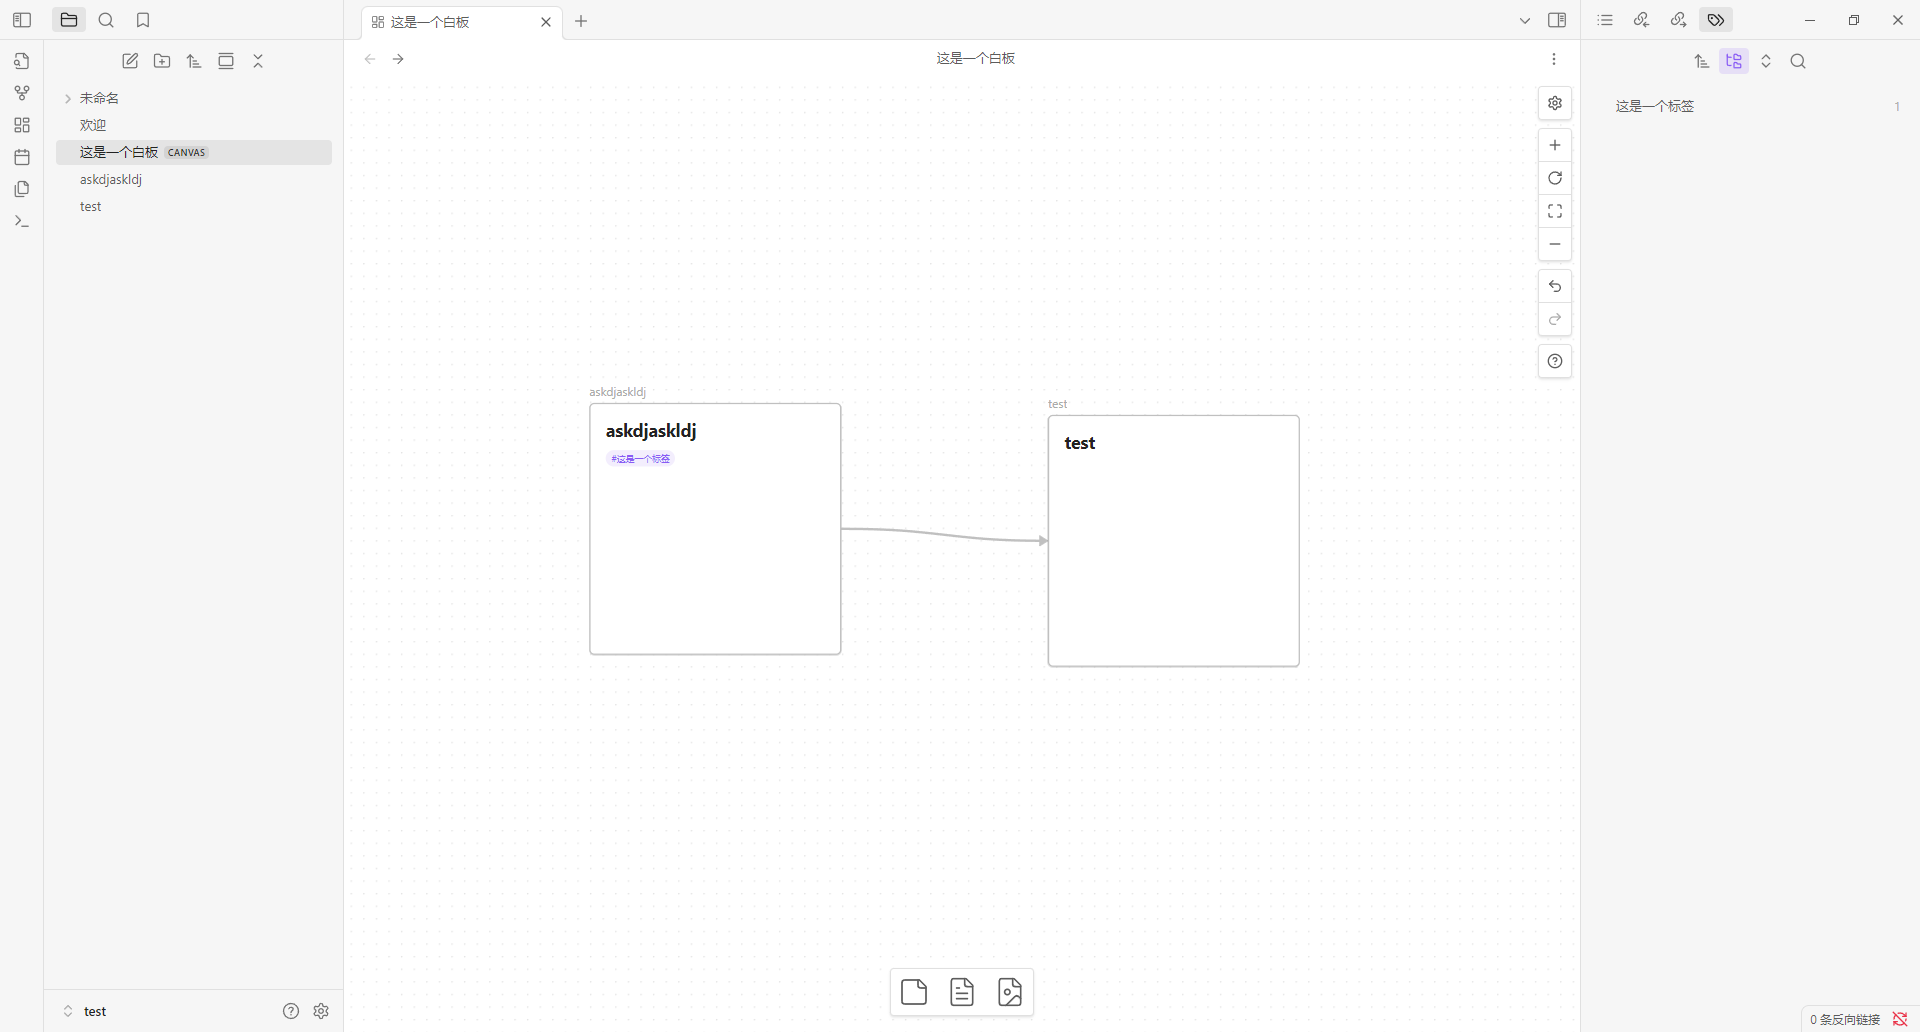 这是一个白板
这是一个白板
未命名
欢迎
这是一个白板 CANVAS
askdjaskldj
test
askdjaskldj
askdjaskldj
#这是一个标签
test
test
这是一个标签 1
test
0 条反向链接